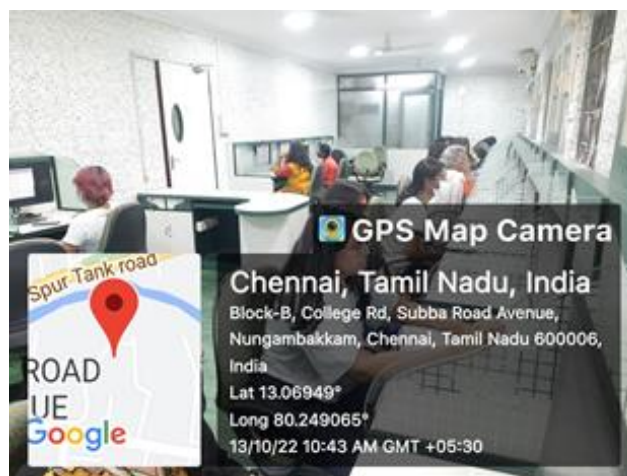 GPS Map Camera
Spur Tank road
ROAD
UE
Google
Chennai, Tamil Nadu, India
Block-B, College Rd, Subba Road Avenue,
Nungambakkam, Chennai, Tamil Nadu 600006,
India
Lat 13.06949°
Long 80.249065°
13/10/22 10:43 AM GMT +05:30